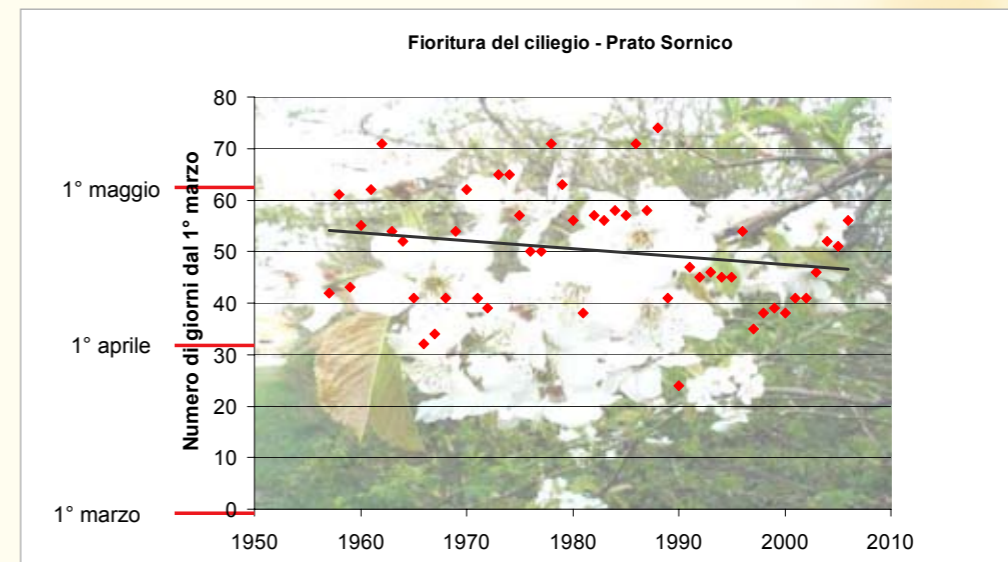 Fioritura del ciliegio - Prato Sornico
Numero di giorni dal 1° marzo
80
70
1° maggio
60
50
40
1° aprile
30
20
10
1° marzo
0
1950 1960 1970 1980 1990 2000 2010